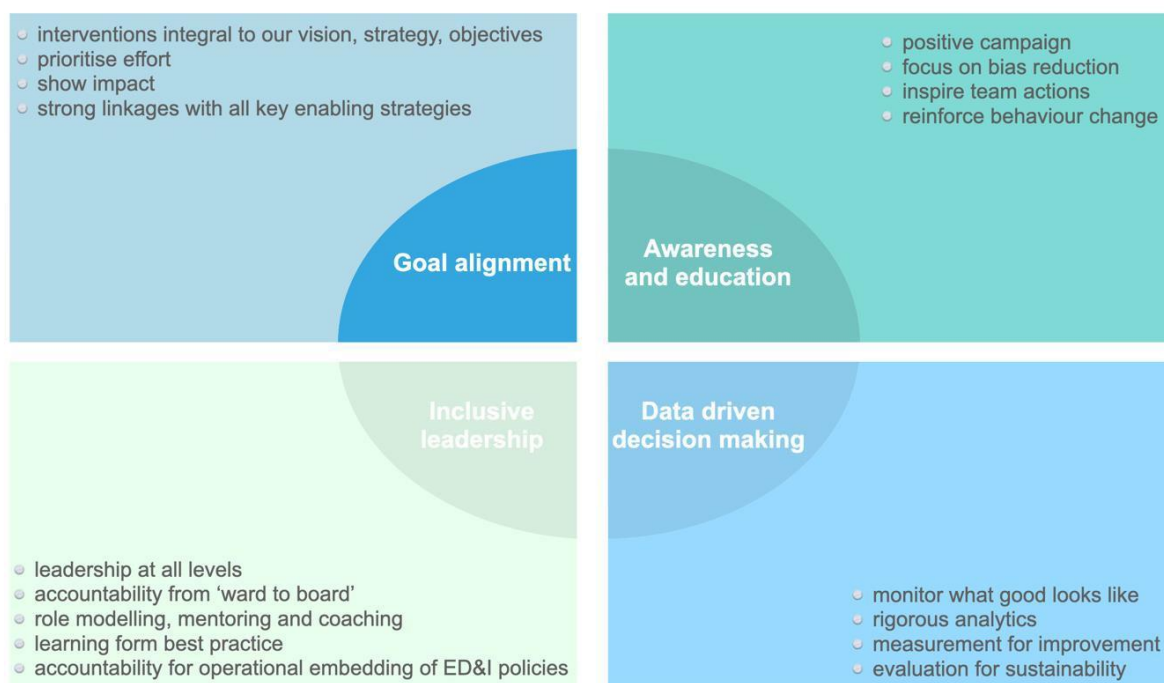 interventions integral to our vision, strategy, objectives
prioritise effort
show impact
strong linkages with all key enabling strategies
Goal alignment
positive campaign
focus on bias reduction
inspire team actions
reinforce behaviour change
Awareness
and education
Inclusive
leadership
leadership at all levels
accountability from ‘ward to board’
role modelling, mentoring and coaching
learning form best practice
accountability for operational embedding of ED&I policies
Data driven
decision making
monitor what good looks like
rigorous analytics
measurement for improvement
evaluation for sustainability